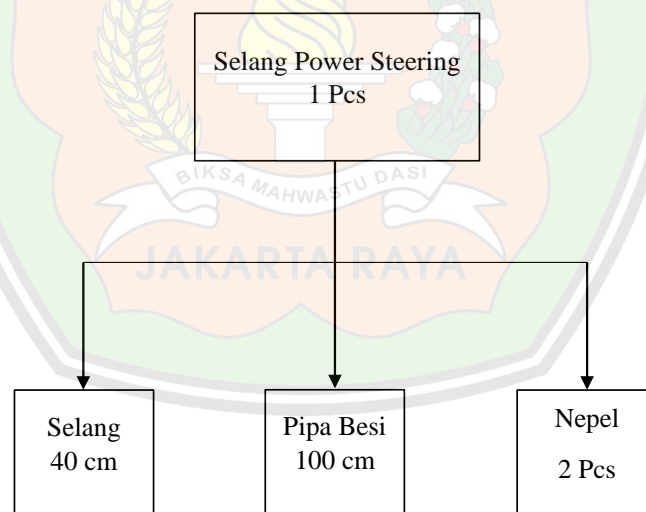 Selang Power Steering
1 Pcs
BIKSA MAHWASTU DASI
JAKARTA RAYA
Selang
40 cm
Pipa Besi
100 cm
Nepel
2 Pcs